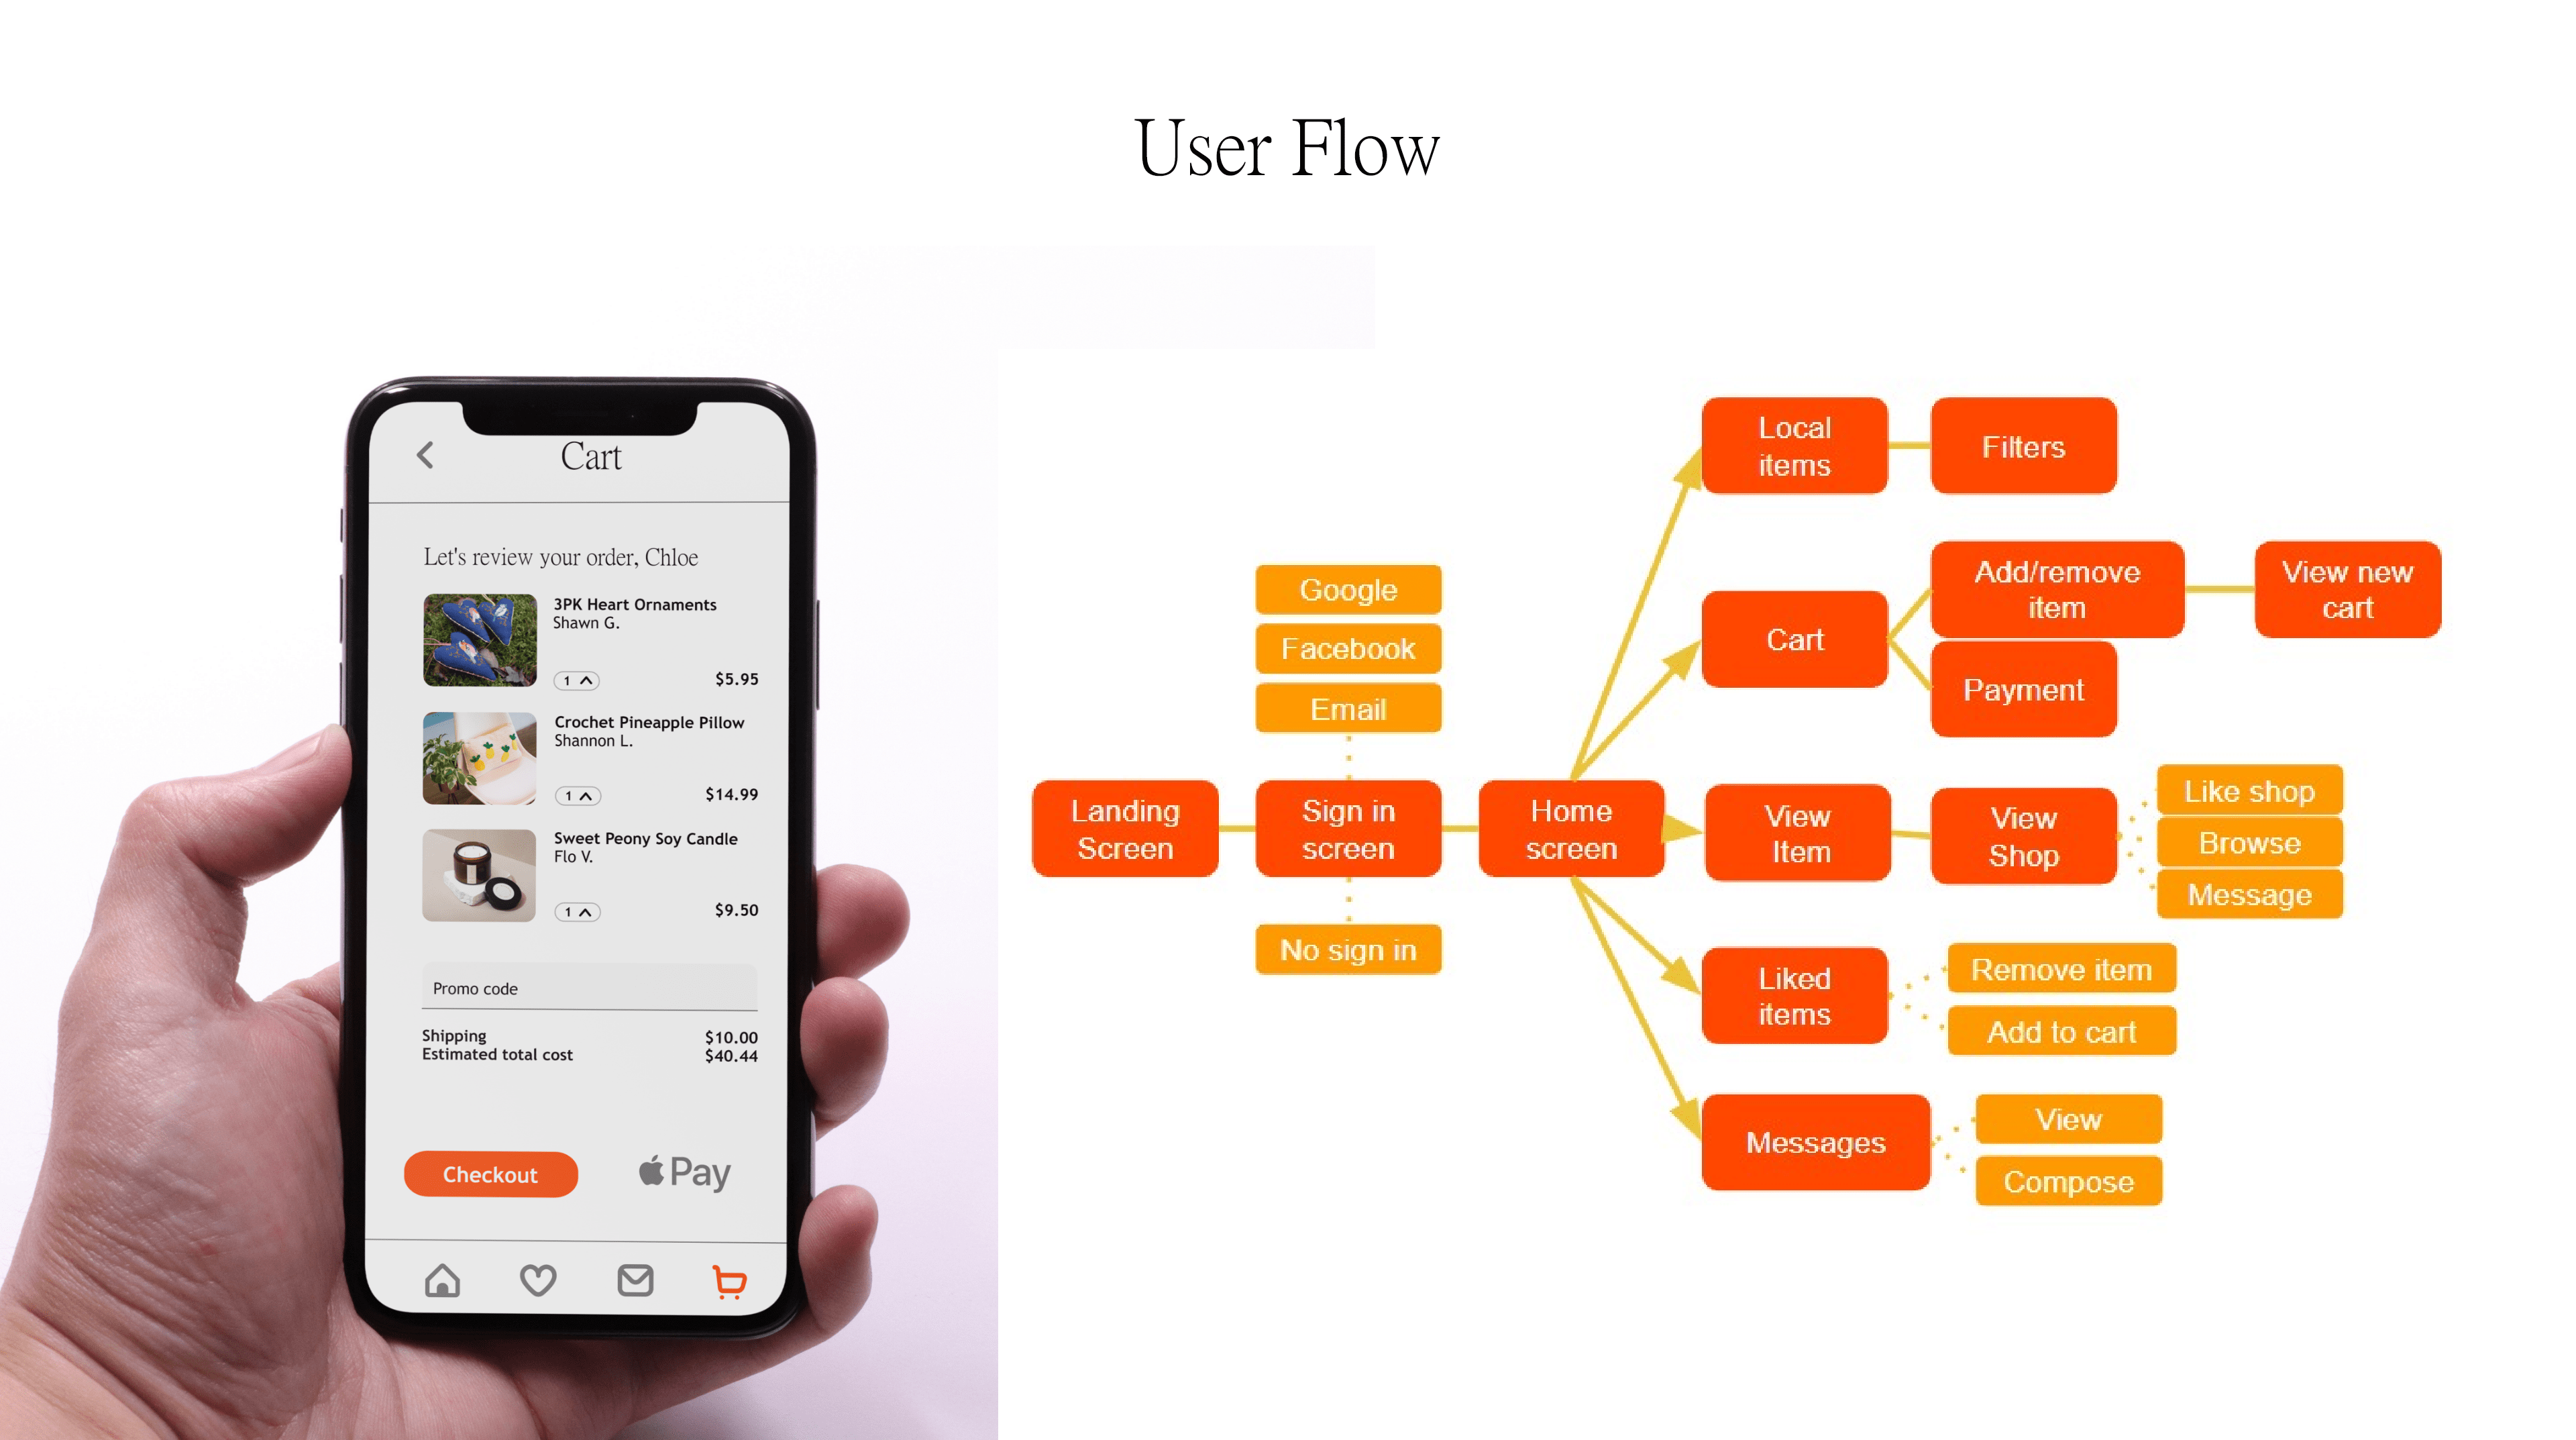 User Flow
Cart
Let's review your order, Chloe
3PK Heart Ornaments
Shawn G.
1
$5.95
Crochet Pineapple Pillow
Shannon L.
1
$14.99
Sweet Peony Soy Candle
Flo V.
1
$9.50
Promo code
Shipping $10.00
Estimated total cost $40.44
Checkout
Pay
Landing
Screen
Google
Facebook
Email
Sign in
screen
No sign in
Home
screen
Local
items
Filters
Cart
Add/remove
item
View new
cart
Payment
View
Item
View
Shop
Like shop
Browse
Message
Liked
items
Remove item
Add to cart
Messages
View
Compose